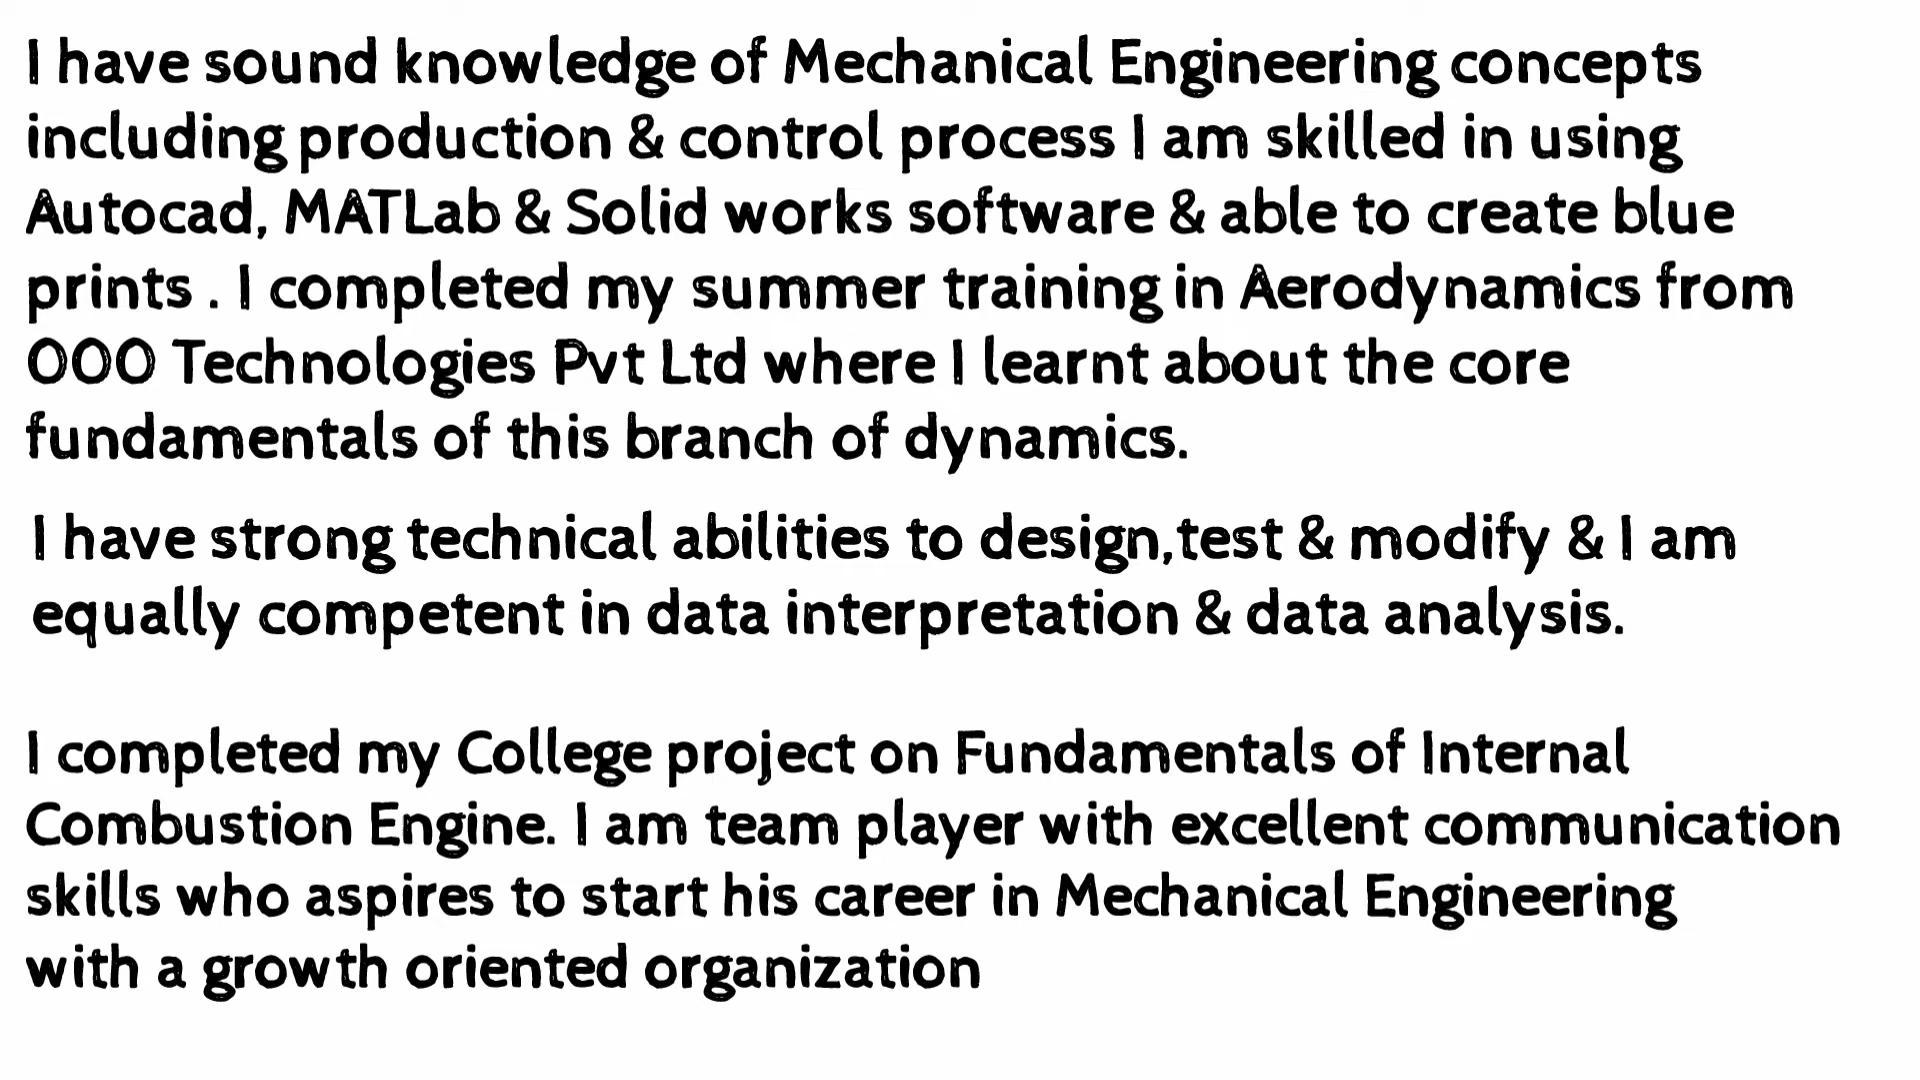 I have sound knowledge of Mechanical Engineering concepts
including production & control process I am skilled in using
Autocad, MATLab & Solid works software & able to create blue
prints . I completed my summer training in Aerodynamics from
OOO Technologies Pvt Ltd where I learnt about the core
fundamentals of this branch of dynamics.
I have strong technical abilities to design,test & modify & I am
equally competent in data interpretation & data analysis.
I completed my College project on Fundamentals of Internal
Combustion Engine. I am team player with excellent communication
skills who aspires to start his career in Mechanical Engineering
with a growth oriented organization